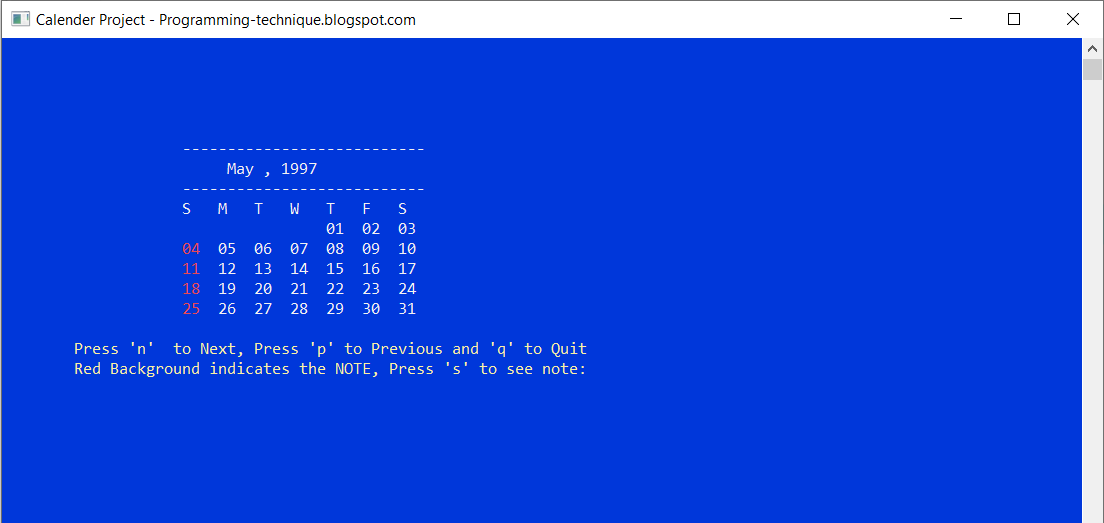 Calender Project - Programming-technique.blogspot.com
---------------------------
May , 1997
---------------------------
S M T W T F S
01 02 03
04 05 06 07 08 09 10
11 12 13 14 15 16 17
18 19 20 21 22 23 24
25 26 27 28 29 30 31
Press 'n'  to Next, Press 'p' to Previous and 'q' to Quit
Red Background indicates the NOTE, Press 's' to see note: